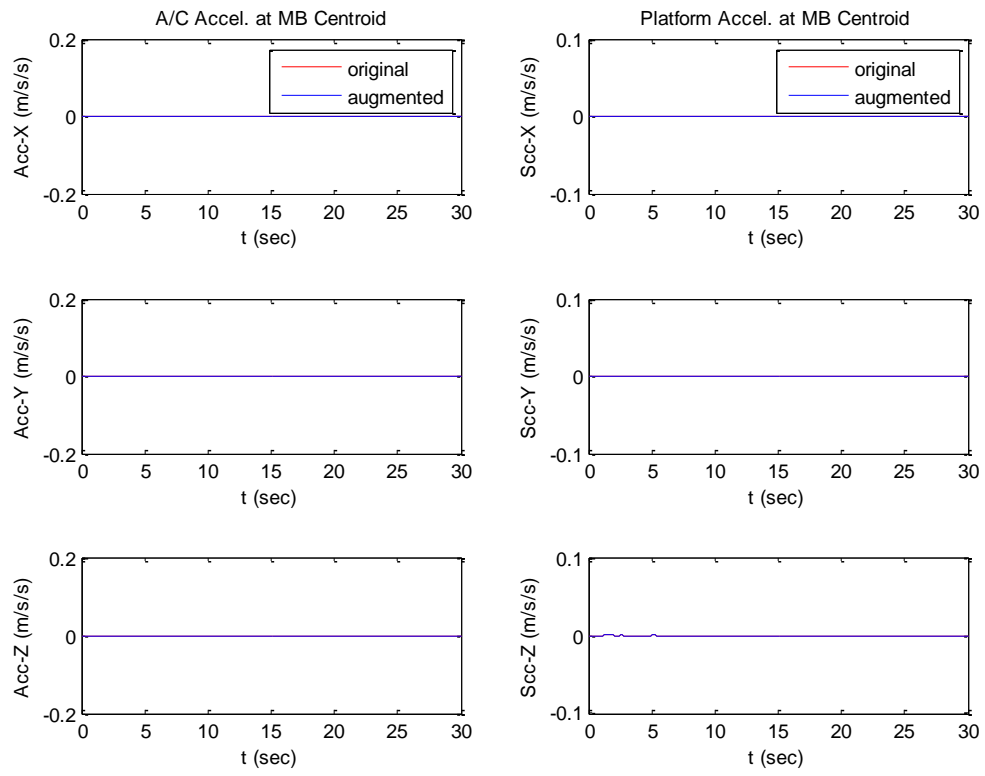 A/C Accel. at MB Centroid
0.2
0
-0.2
Acc-X (m/s/s)
original
augmented
0 5 10 15 20 25 30
t (sec)
Platform Accel. at MB Centroid
0.1
0
-0.1
Scc-X (m/s/s)
original
augmented
0 5 10 15 20 25 30
t (sec)
0.2
0
-0.2
Acc-Y (m/s/s)
0 5 10 15 20 25 30
t (sec)
0.1
0
-0.1
Scc-Y (m/s/s)
0 5 10 15 20 25 30
t (sec)
0.2
0
-0.2
Acc-Z (m/s/s)
0 5 10 15 20 25 30
t (sec)
0.1
0
-0.1
Scc-Z (m/s/s)
0 5 10 15 20 25 30
t (sec)